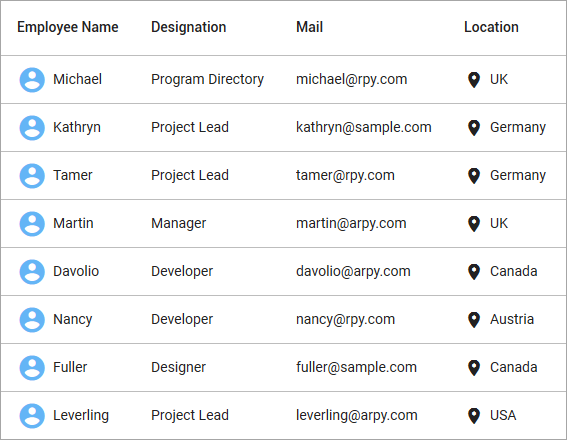 Employee Name Designation Mail Location
Michael Program Directory michael@rpy.com UK
Kathryn Project Lead kathryn@sample.com Germany
Tamer Project Lead tamer@rpy.com Germany
Martin Manager martin@arpy.com UK
Davolio Developer davolio@arpy.com Canada
Nancy Developer nancy@rpy.com Austria
Fuller Designer fuller@sample.com Canada
Leverling Project Lead leverling@arpy.com USA